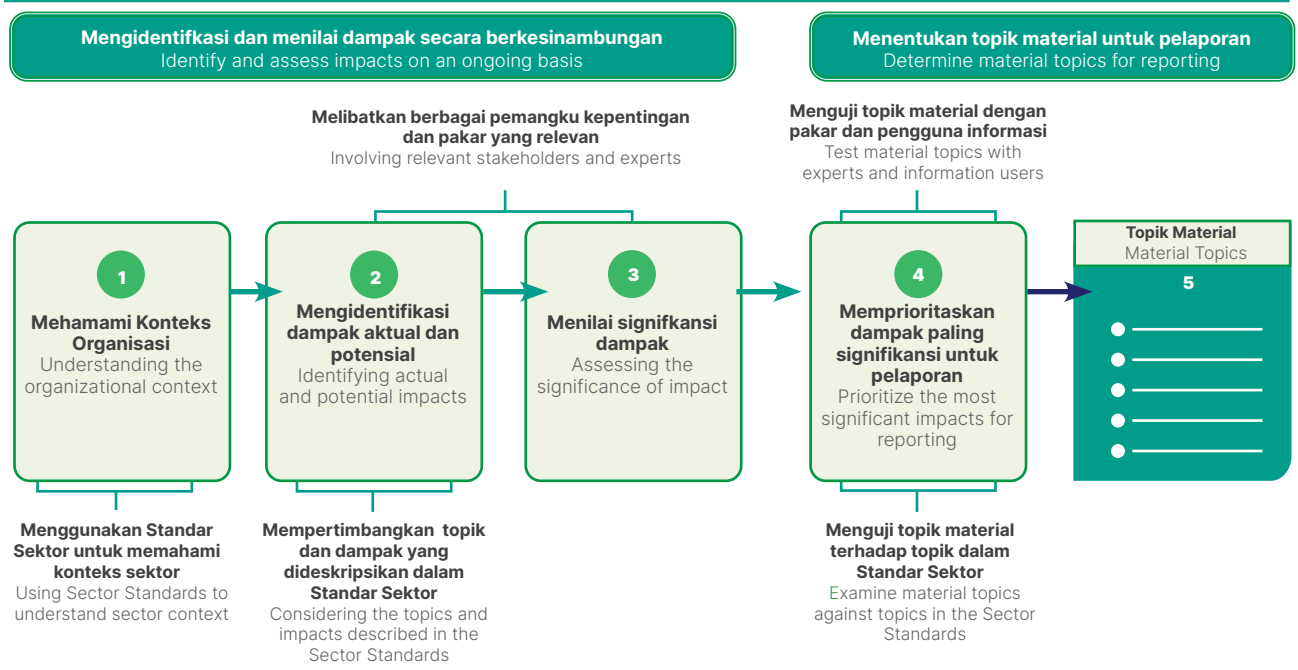 Mengidentifkasi dan menilai dampak secara berkesinambungan
Identify and assess impacts on an ongoing basis
Menentukan topik material untuk pelaporan
Determine material topics for reporting
Melibatkan berbagai pemangku kepentingan
dan pakar yang relevan
Involving relevant stakeholders and experts
Menguji topik material dengan
pakar dan pengguna informasi
Test material topics with
experts and information users
1
Mehamami Konteks
Organisasi
Understanding the
organizational context
2
Mengidentifikasi
dampak aktual dan
potensial
Identifying actual
and potential impacts
3
Menilai signifkansi
dampak
Assessing the
significance of impact
4
Memprioritaskan
dampak paling
signifikansi untuk
pelaporan
Prioritize the most
significant impacts for
reporting
Topik Material
Material Topics
5
Menggunakan Standar
Sektor untuk memahami
konteks sektor
Using Sector Standards to
understand sector context
Mempertimbangkan topik
dan dampak yang
dideskripsikan dalam
Standar Sektor
Considering the topics and
impacts described in the
Sector Standards
Menguji topik material
terhadap topik dalam
Standar Sektor
Examine material topics
against topics in the Sector
Standards